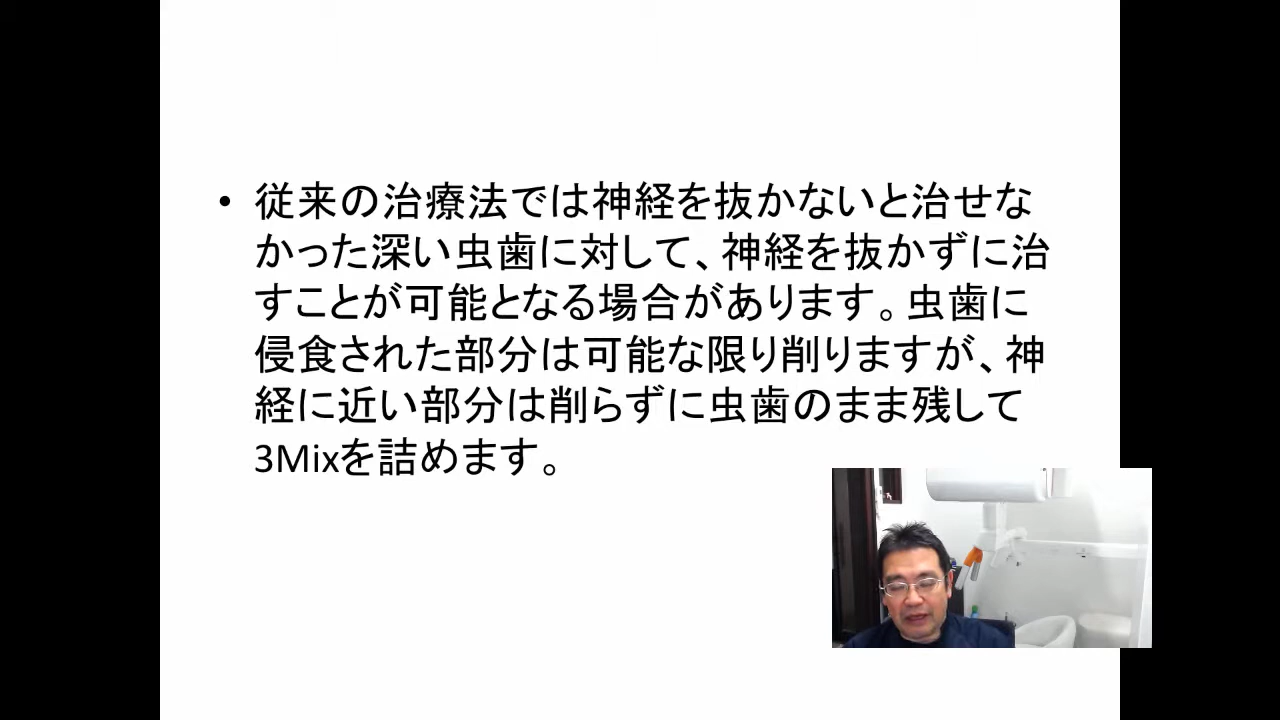 • 従来の治療法では神経を抜かないと治せな
かった深い虫歯に対して、神経を抜かずに治
すことが可能となる場合があります。虫歯に
侵食された部分は可能な限り削りますが、神
経に近い部分は削らずに虫歯のまま残して
3Mixを詰めます。